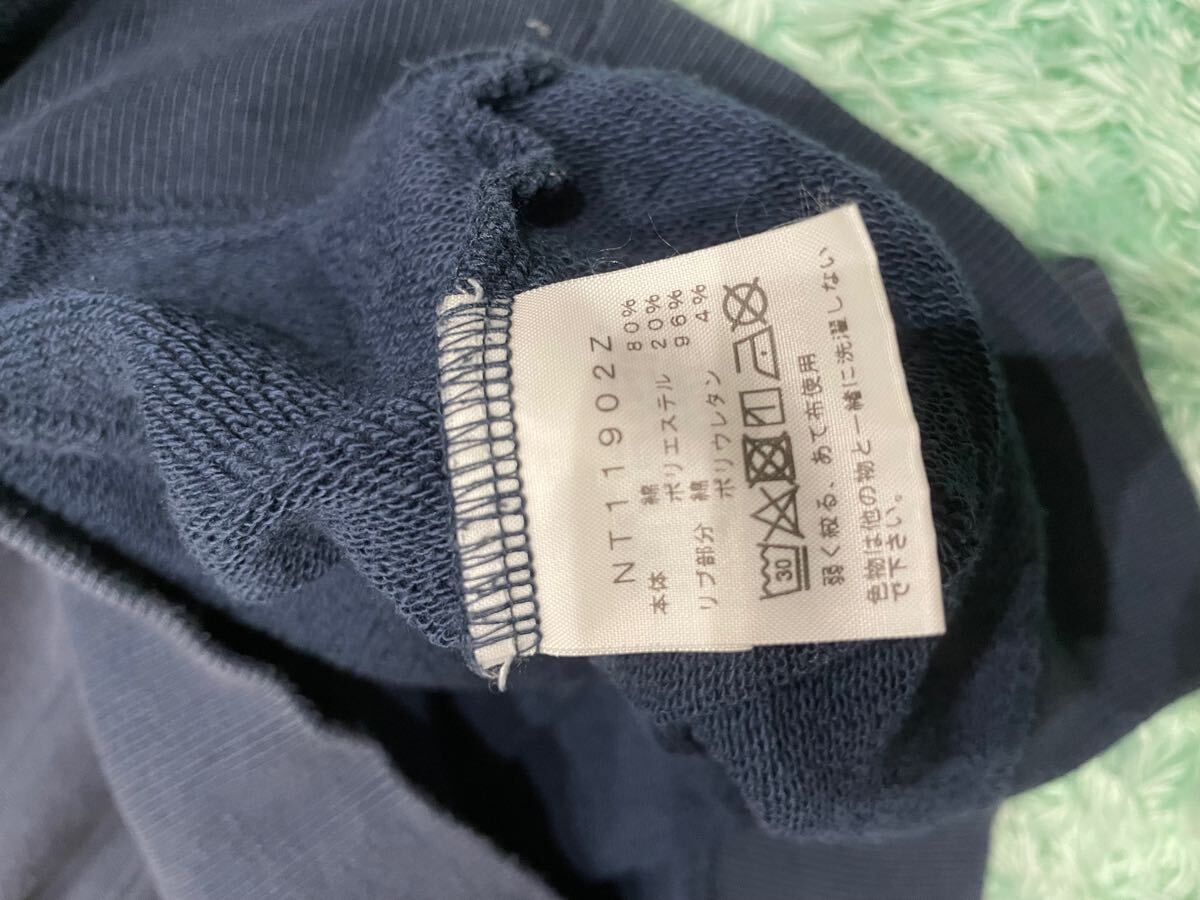 NT11902Z
本体 綿 80%
ポリエステル 20%
リブ部分 綿 96%
ポリウレタン 4%
30
弱く絞る、あて布使用
色物は他の物と一緒に洗濯しない
で下さい。